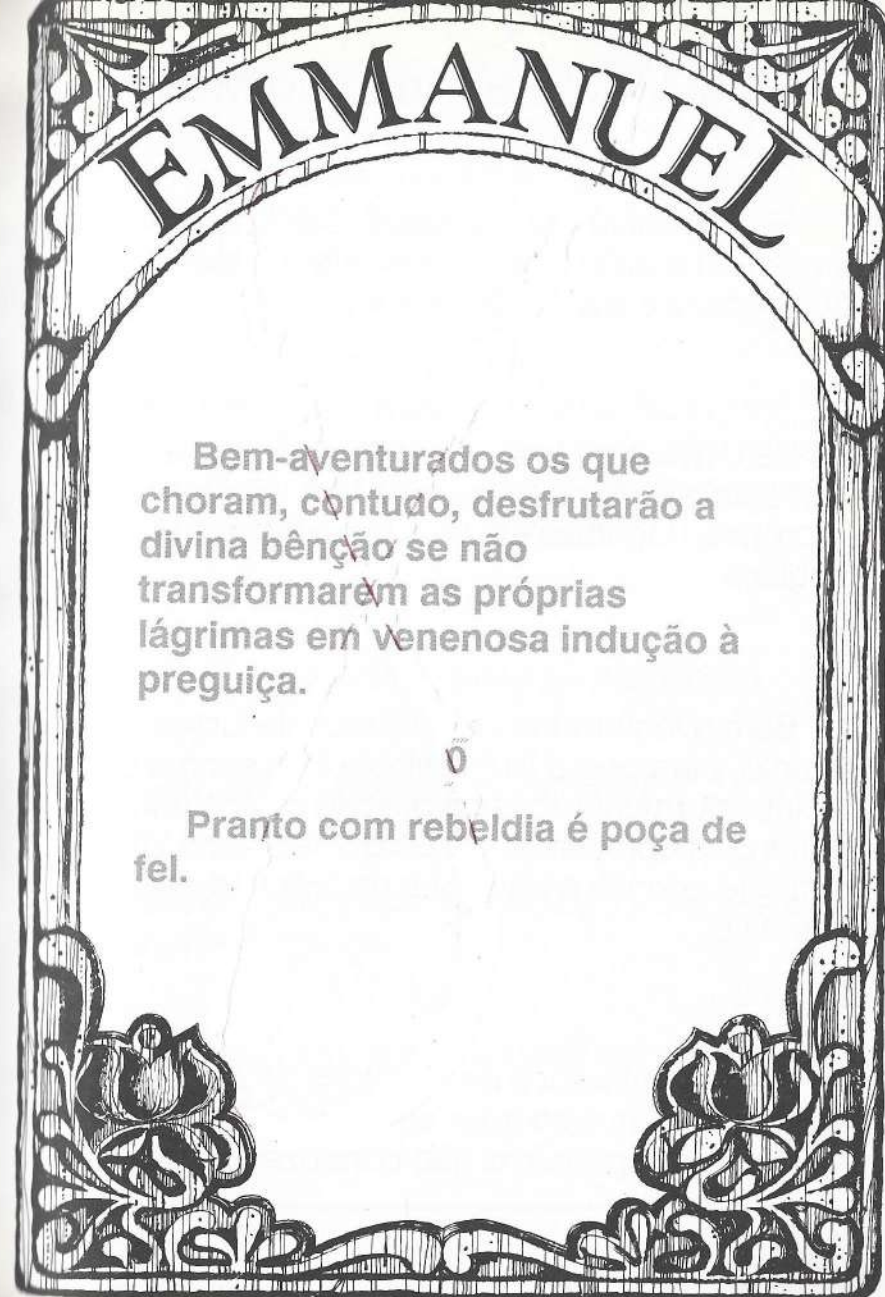 EMMANUEL
Bem-aventurados os que
choram, contudo, desfrutarão a
divina bênção se não
transformarem as próprias
lágrimas em venenosa indução à
preguiça.
0
Pranto com rebeldia é poça de
fel.